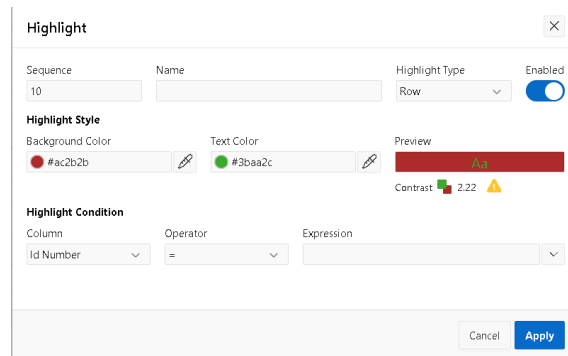 Highlight
Sequence Name Highlight Type Enabled
10 Row
Highlight Style
Background Color Text Color Preview
#ac2b2b #3baa2c Aa
Contrast 2.22
Highlight Condition
Column Operator Expression
Id Number =
Cancel Apply